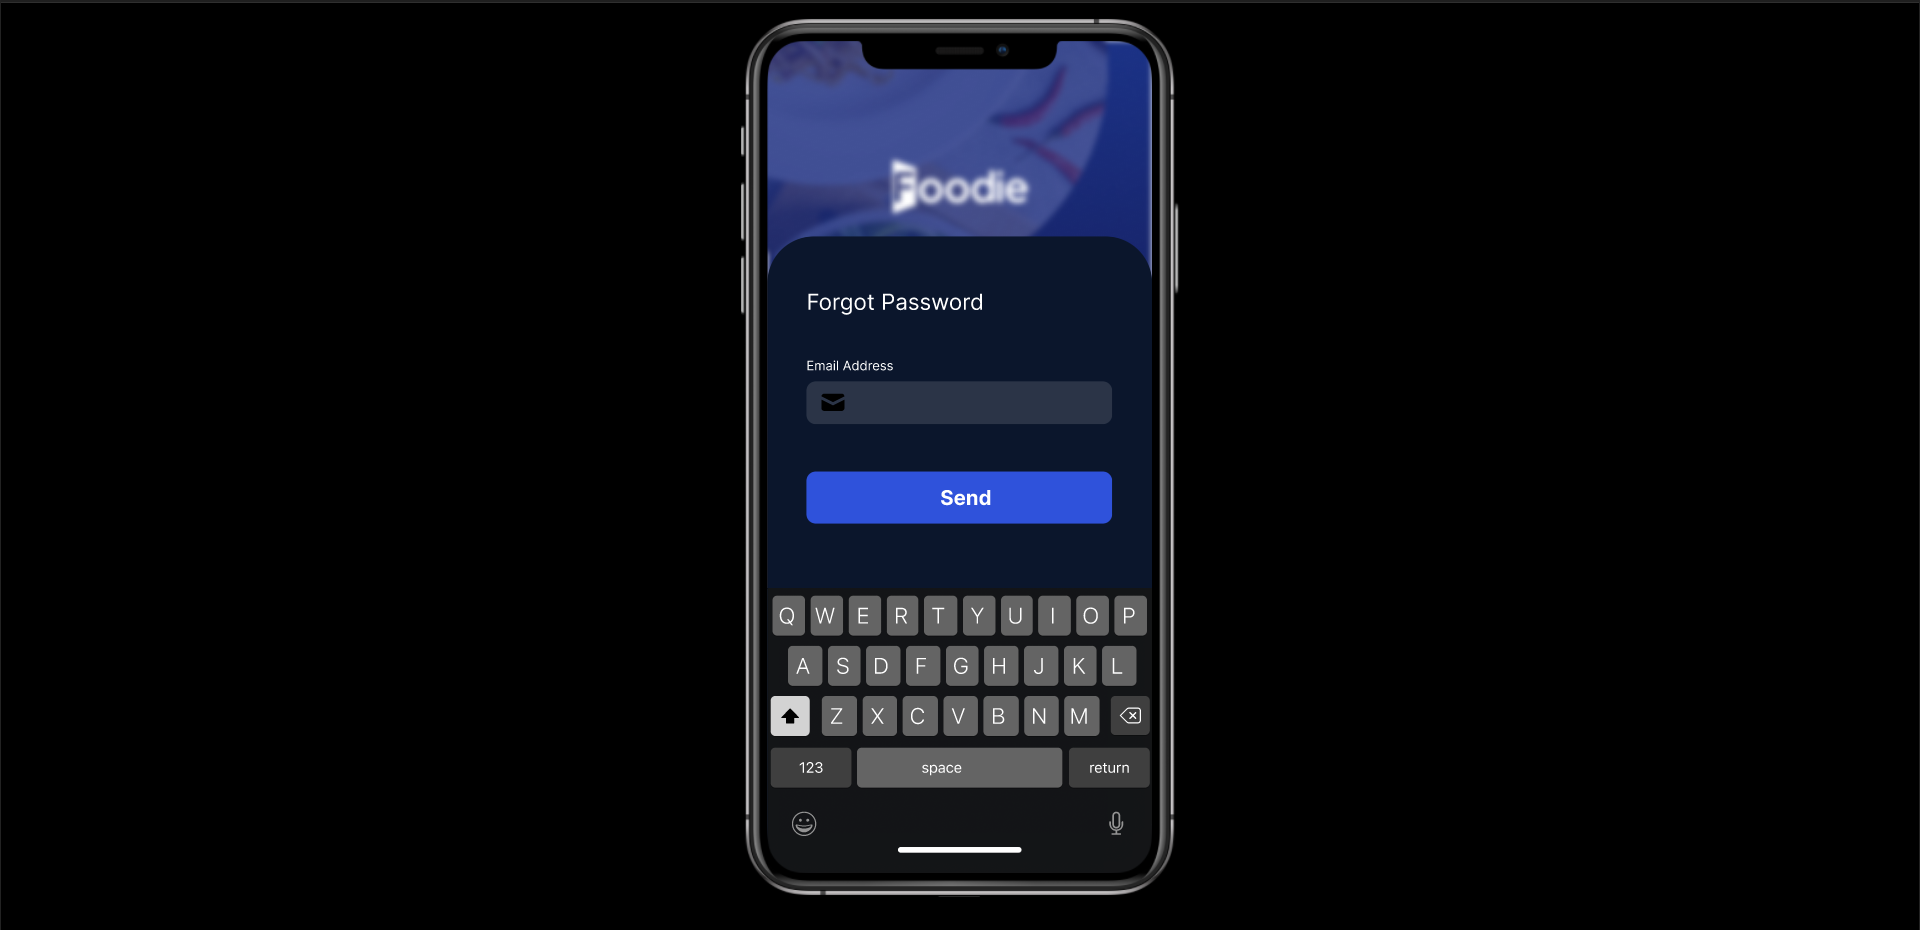 Foodie
Forgot Password
Email Address
Send
Q W E R T Y U I O P
A S D F G H J K L
Z X C V B N M
123 space return